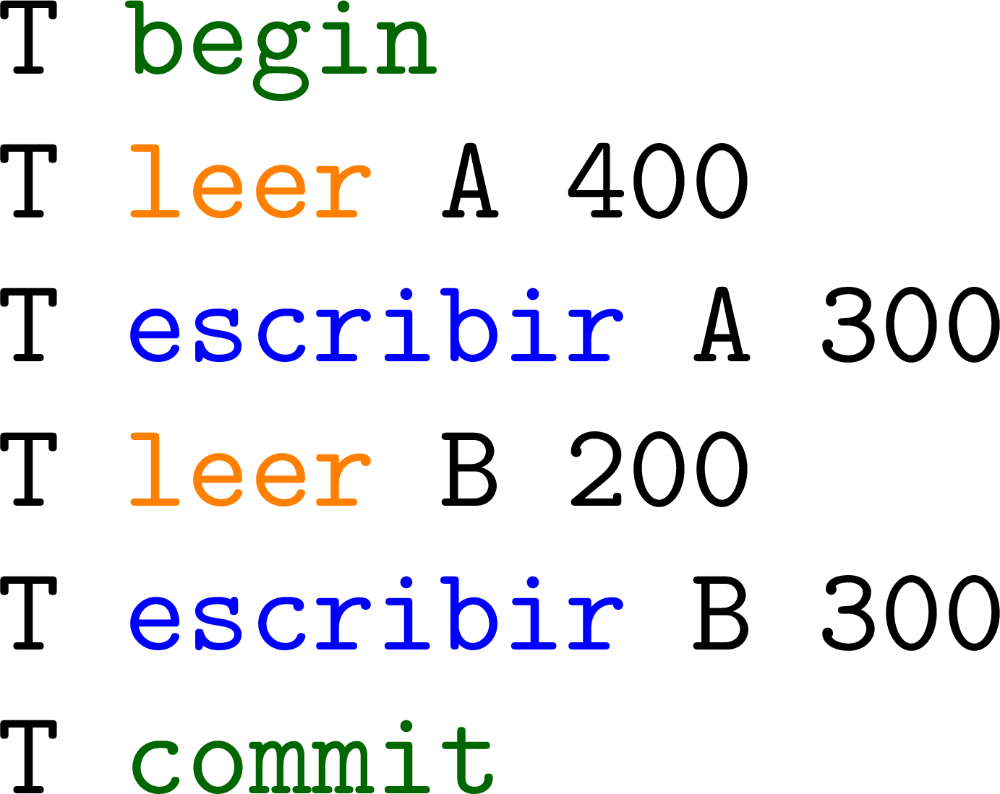 T begin
T leer A 400
T escribir A 300
T leer B 200
T escribir B 300
T commit